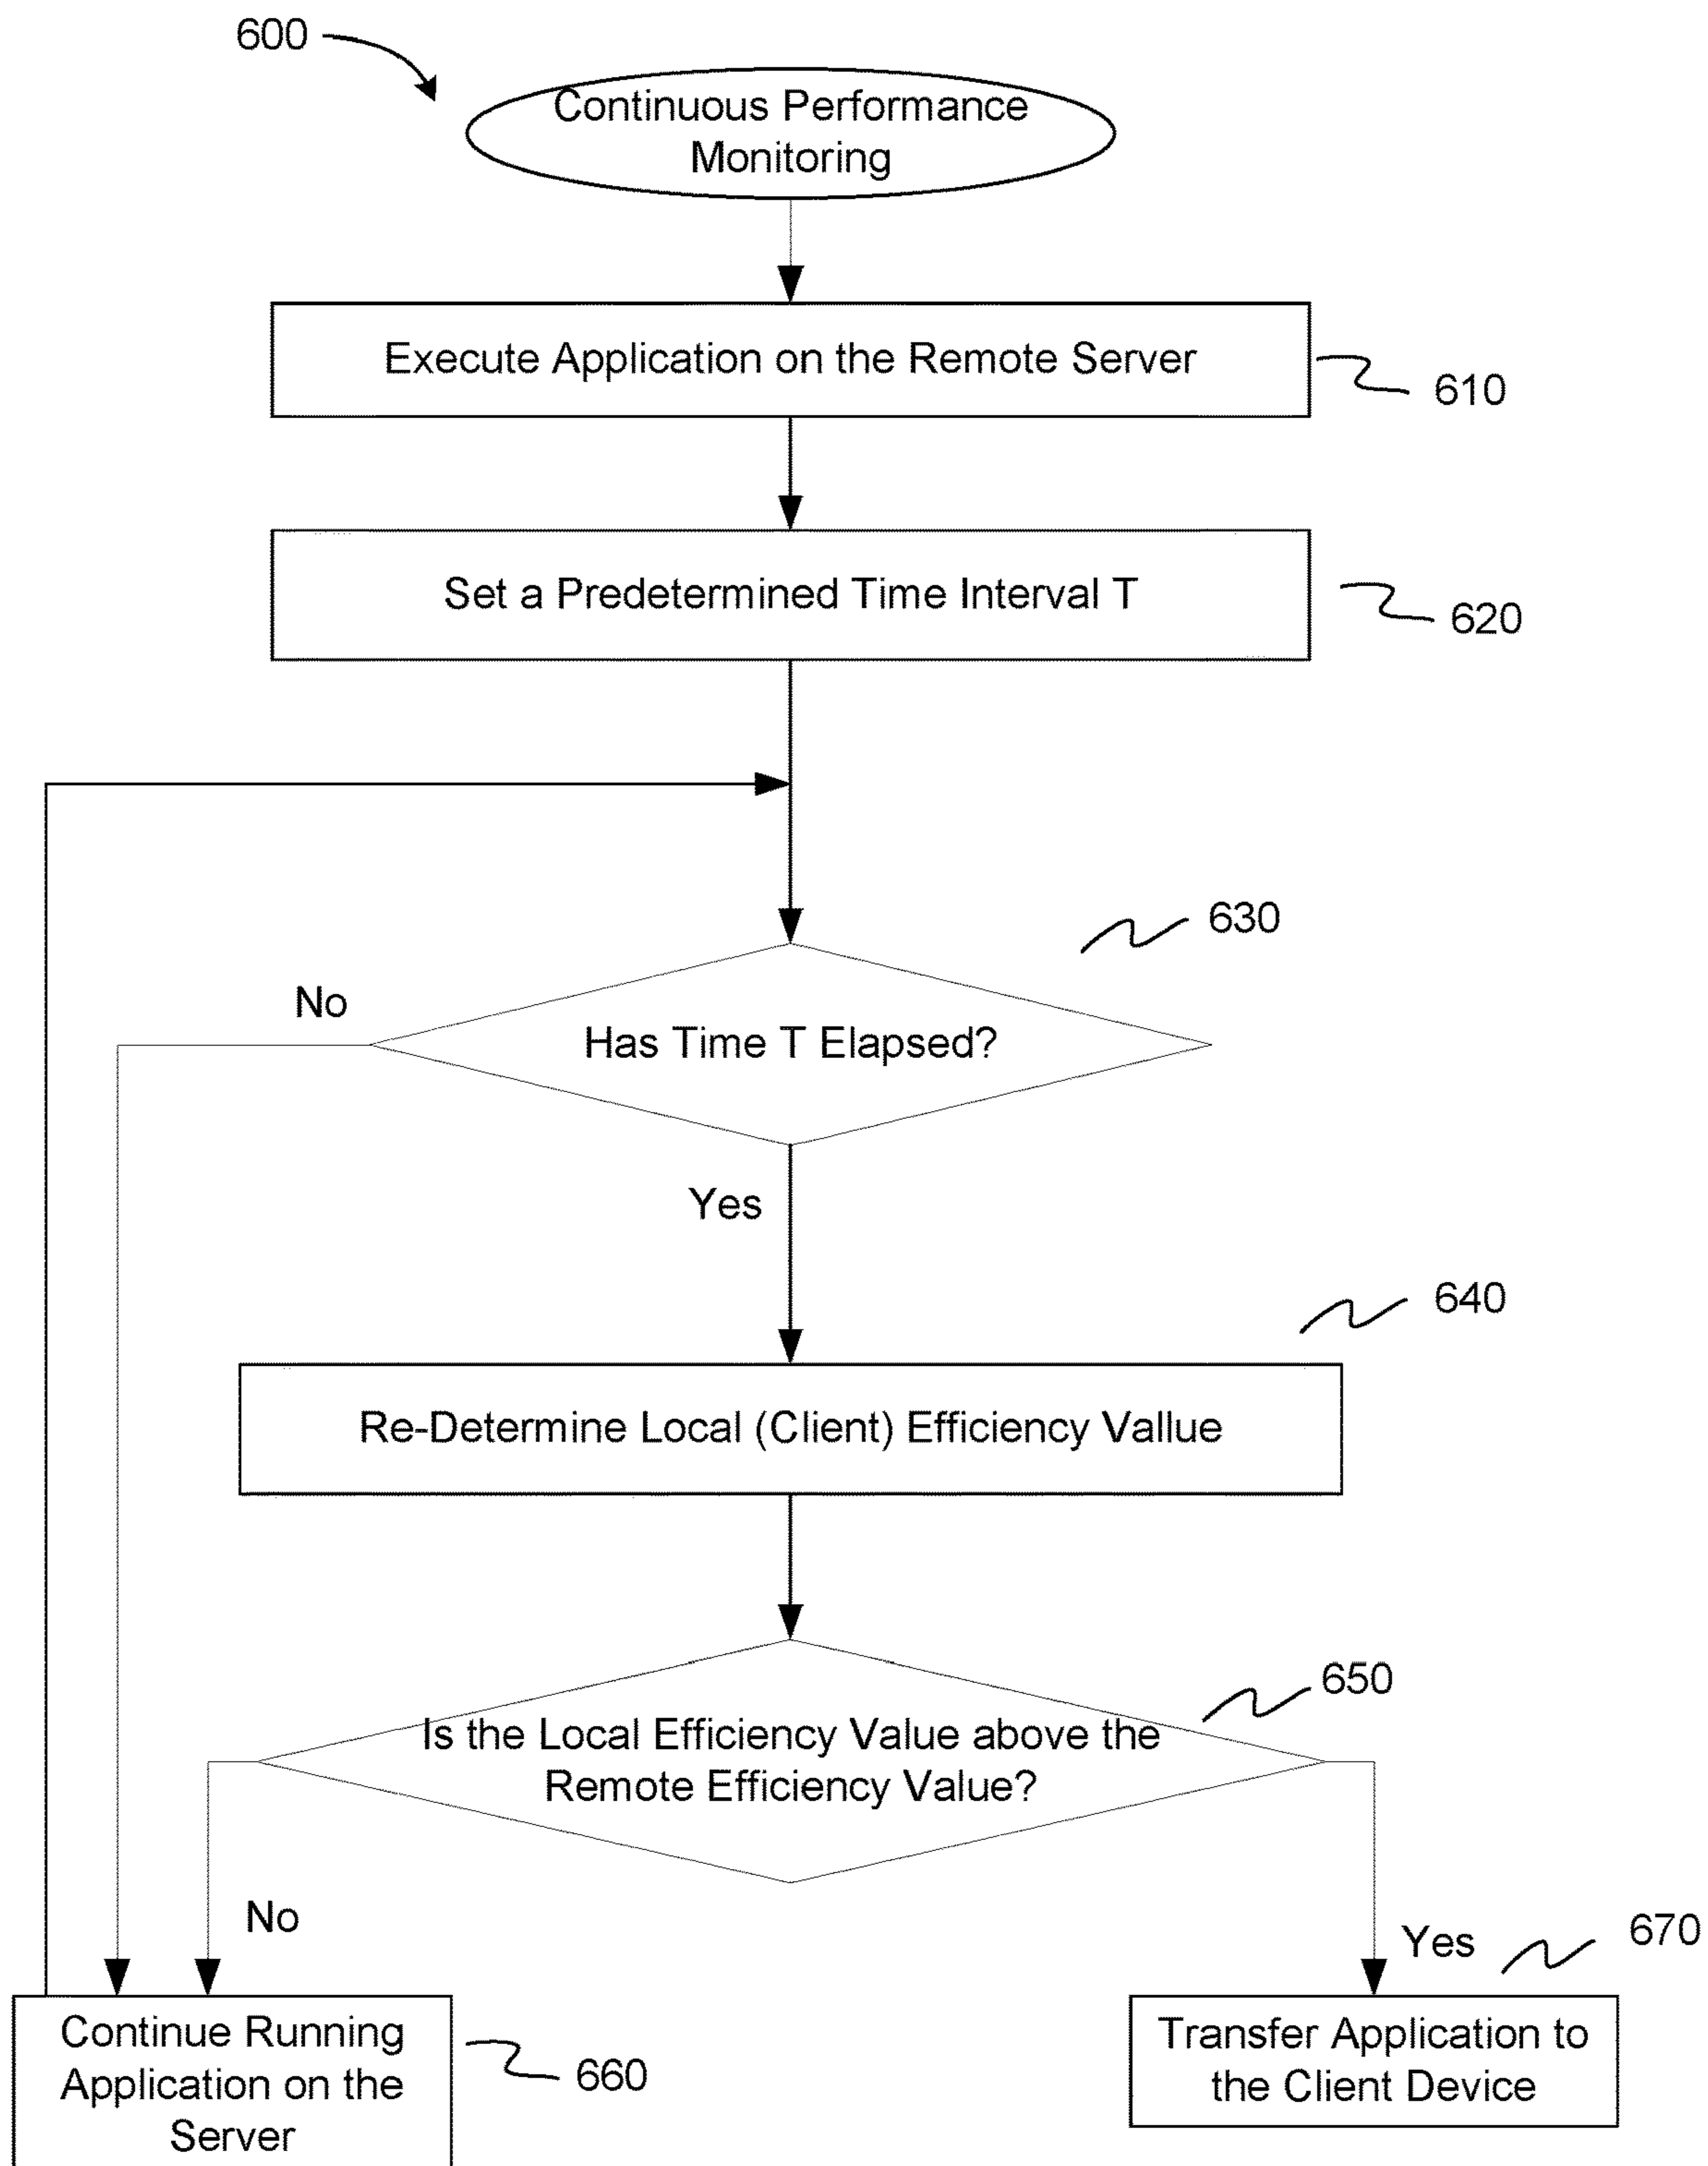 600
Continuous Performance
Monitoring
Execute Application on the Remote Server
610
Set a Predetermined Time Interval T
620
630
No
Has Time T Elapsed?
Yes
640
Re-Determine Local (Client) Efficiency Vallue
650
Is the Local Efficiency Value above the
Remote Efficiency Value?
No
Yes
670
Continue Running
Application on the
Server
660
Transfer Application to
the Client Device